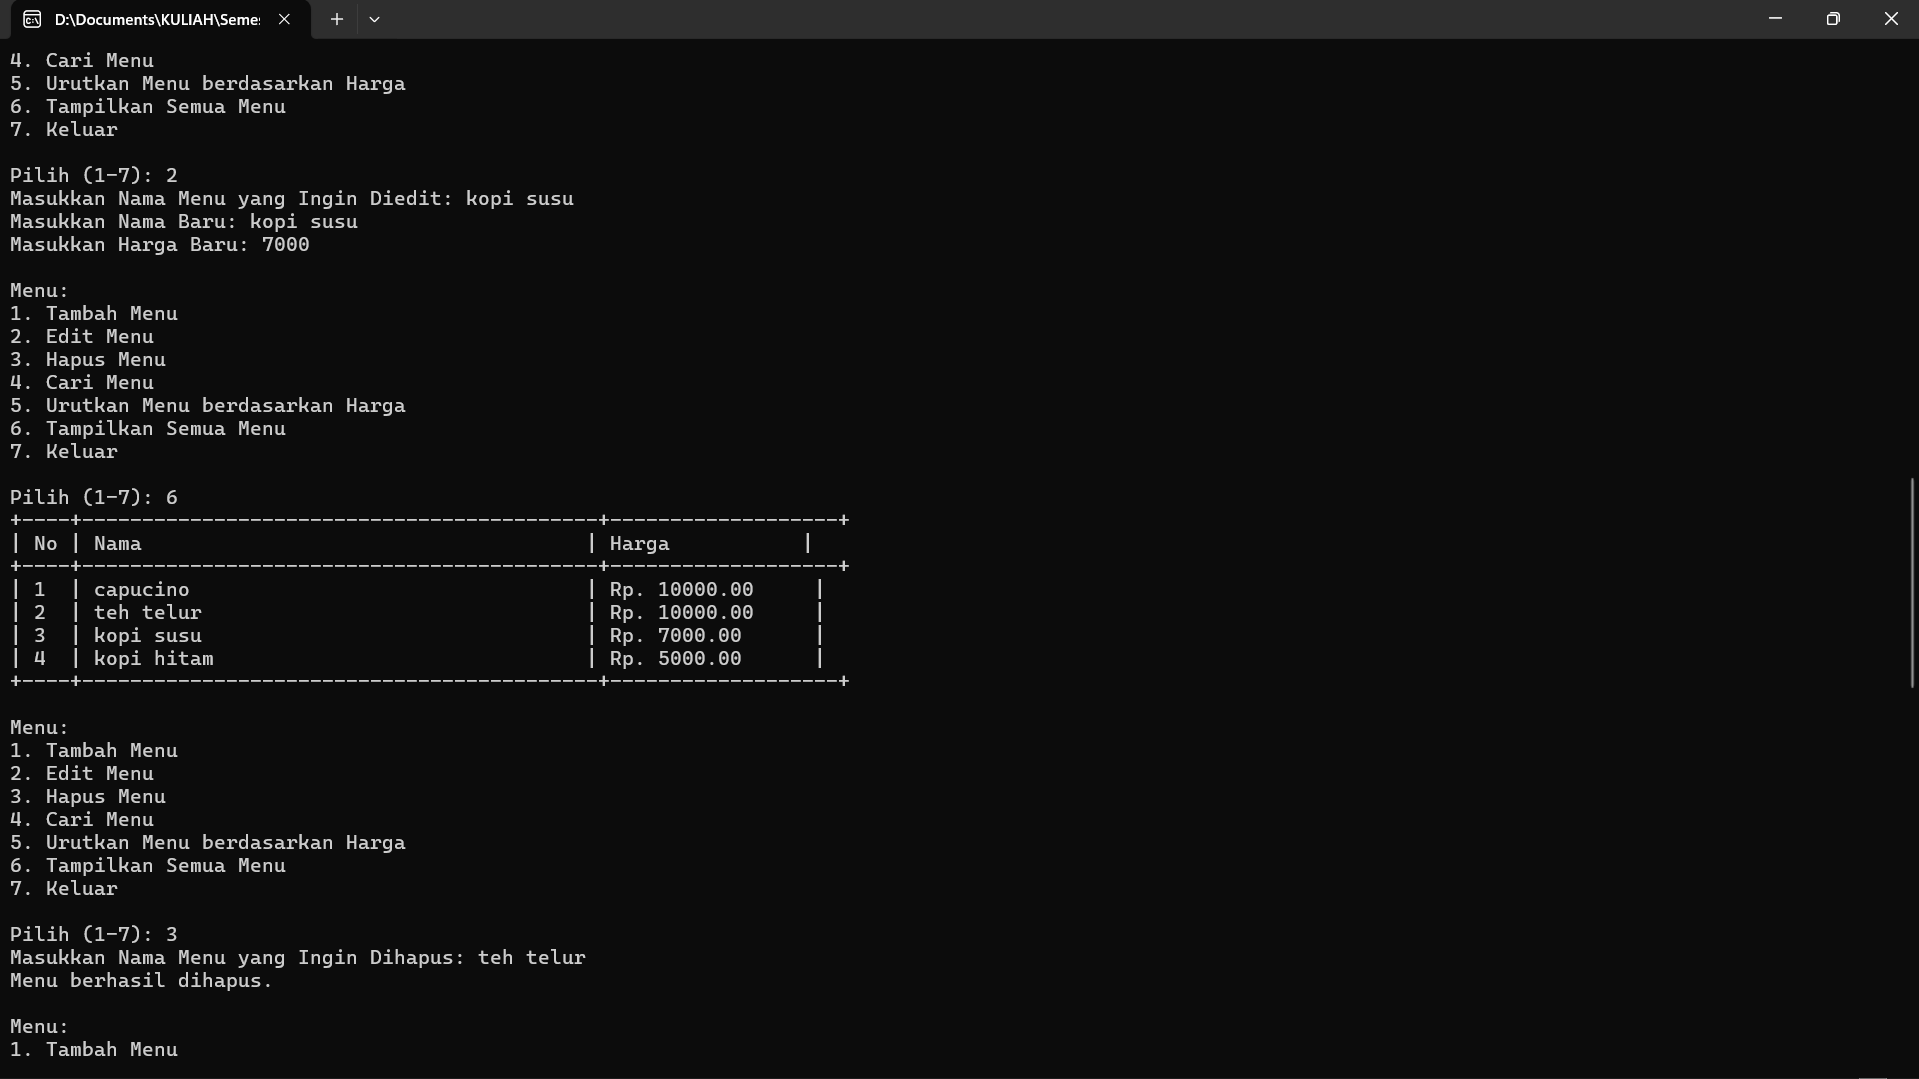 D:\Documents\KULIAH\Seme
4. Cari Menu
5. Urutkan Menu berdasarkan Harga
6. Tampilkan Semua Menu
7. Keluar
Pilih (1-7): 2
Masukkan Nama Menu yang Ingin Diedit: kopi susu
Masukkan Nama Baru: kopi susu
Masukkan Harga Baru: 7000
Menu:
1. Tambah Menu
2. Edit Menu
3. Hapus Menu
4. Cari Menu
5. Urutkan Menu berdasarkan Harga
6. Tampilkan Semua Menu
7. Keluar
Pilih (1-7): 6
+----+-------------------------------------------+-------------------+
| No | Nama                                      | Harga           |
+----+-------------------------------------------+-------------------+
| 1  | capucino                                  | Rp. 10000.00     |
| 2  | teh telur                                 | Rp. 10000.00     |
| 3  | kopi susu                                 | Rp. 7000.00      |
| 4  | kopi hitam                                | Rp. 5000.00      |
+----+-------------------------------------------+-------------------+
Menu:
1. Tambah Menu
2. Edit Menu
3. Hapus Menu
4. Cari Menu
5. Urutkan Menu berdasarkan Harga
6. Tampilkan Semua Menu
7. Keluar
Pilih (1-7): 3
Masukkan Nama Menu yang Ingin Dihapus: teh telur
Menu berhasil dihapus.
Menu:
1. Tambah Menu